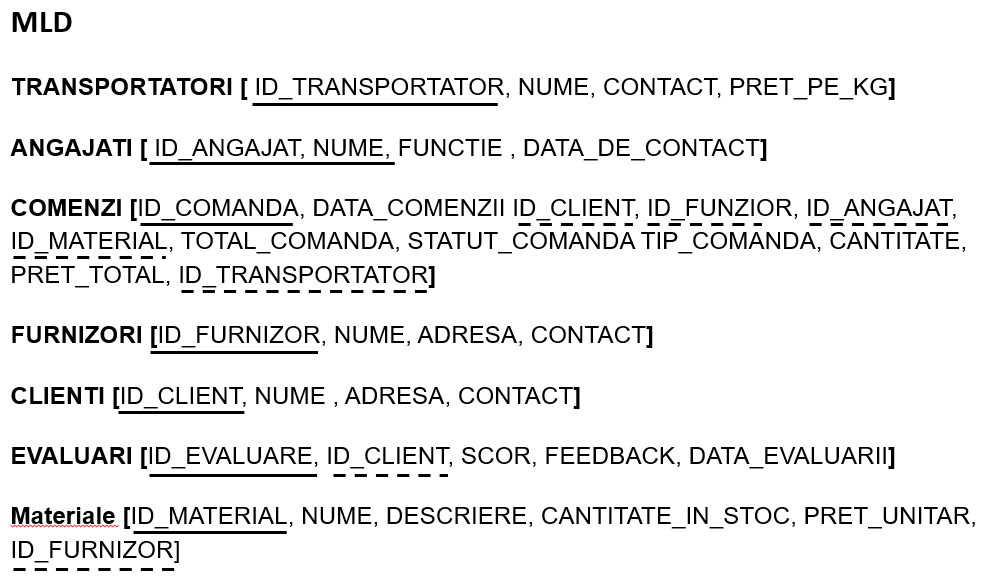 MLD
TRANSPORTATORI [ ID_TRANSPORTATOR, NUME, CONTACT, PRET_PE_KG]
ANGAJATI [ ID_ANGAJAT, NUME, FUNCTIE , DATA_DE_CONTACT]
COMENZI [ID_COMANDA, DATA_COMENZII ID_CLIENT, ID_FUNZIOR, ID_ANGAJAT,
ID_MATERIAL, TOTAL_COMANDA, STATUT_COMANDA TIP_COMANDA, CANTITATE,
PRET_TOTAL, ID_TRANSPORTATOR]
FURNIZORI [ID_FURNIZOR, NUME, ADRESA, CONTACT]
CLIENTI [ID_CLIENT, NUME , ADRESA, CONTACT]
EVALUARI [ID_EVALUARE, ID_CLIENT, SCOR, FEEDBACK, DATA_EVALUARII]
Materiale [ID_MATERIAL, NUME, DESCRIERE, CANTITATE_IN_STOC, PRET_UNITAR,
ID_FURNIZOR]